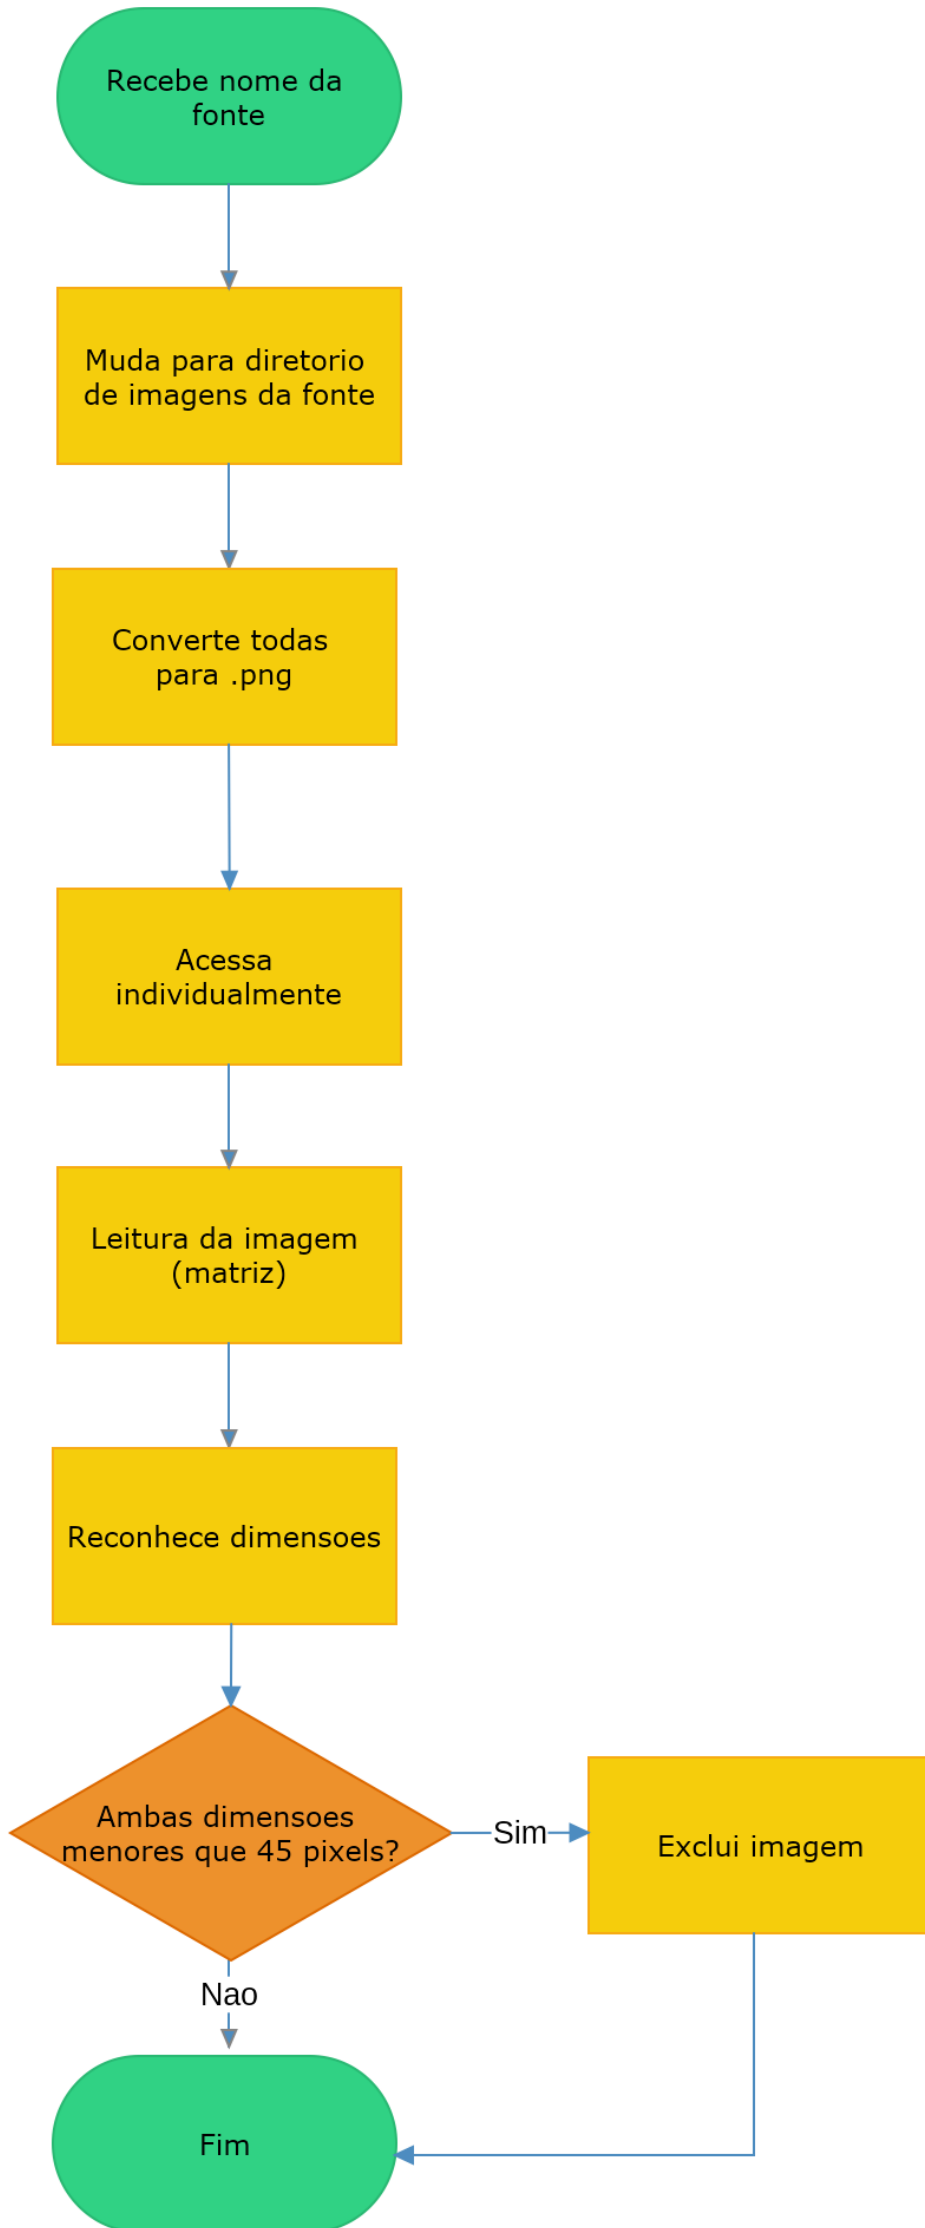 Recebe nome da
fonte
Muda para diretorio
de imagens da fonte
Converte todas
para .png
Acessa
individualmente
Leitura da imagem
(matriz)
Reconhece dimensoes
Ambas dimensoes
menores que 45 pixels?
Sim
Exclui imagem
Nao
Fim